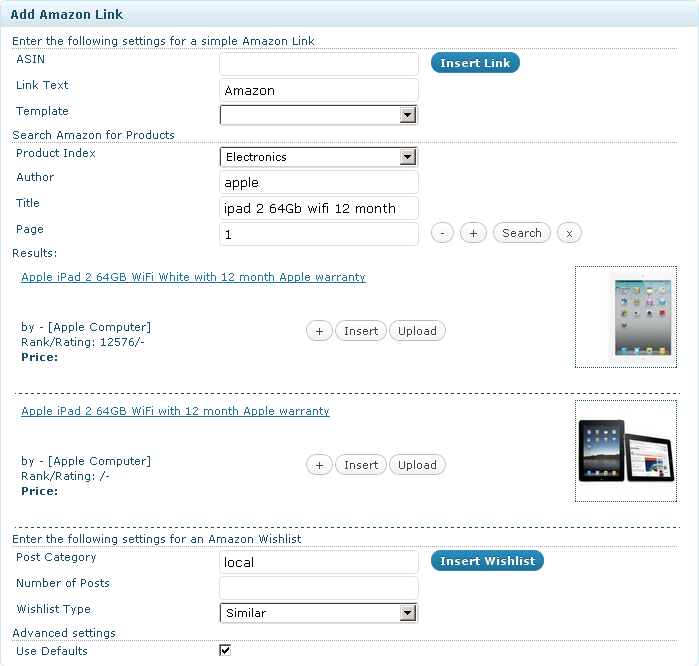 Add Amazon Link
Enter the following settings for a simple Amazon Link
ASIN
Insert Link
Link Text
Amazon
Template
Search Amazon for Products
Product Index
Electronics
Author
apple
Title
ipad 2 64Gb wifi 12 month
Page
1
- + Search x
Results:
Apple iPad 2 64GB WiFi White with 12 month Apple warranty
by - [Apple Computer]
Rank/Rating: 12576/-
Price:
+ Insert Upload
Apple iPad 2 64GB WiFi with 12 month Apple warranty
by - [Apple Computer]
Rank/Rating: /-
Price:
+ Insert Upload
Enter the following settings for an Amazon Wishlist
Post Category
local
Insert Wishlist
Number of Posts
Wishlist Type
Similar
Advanced settings
Use Defaults